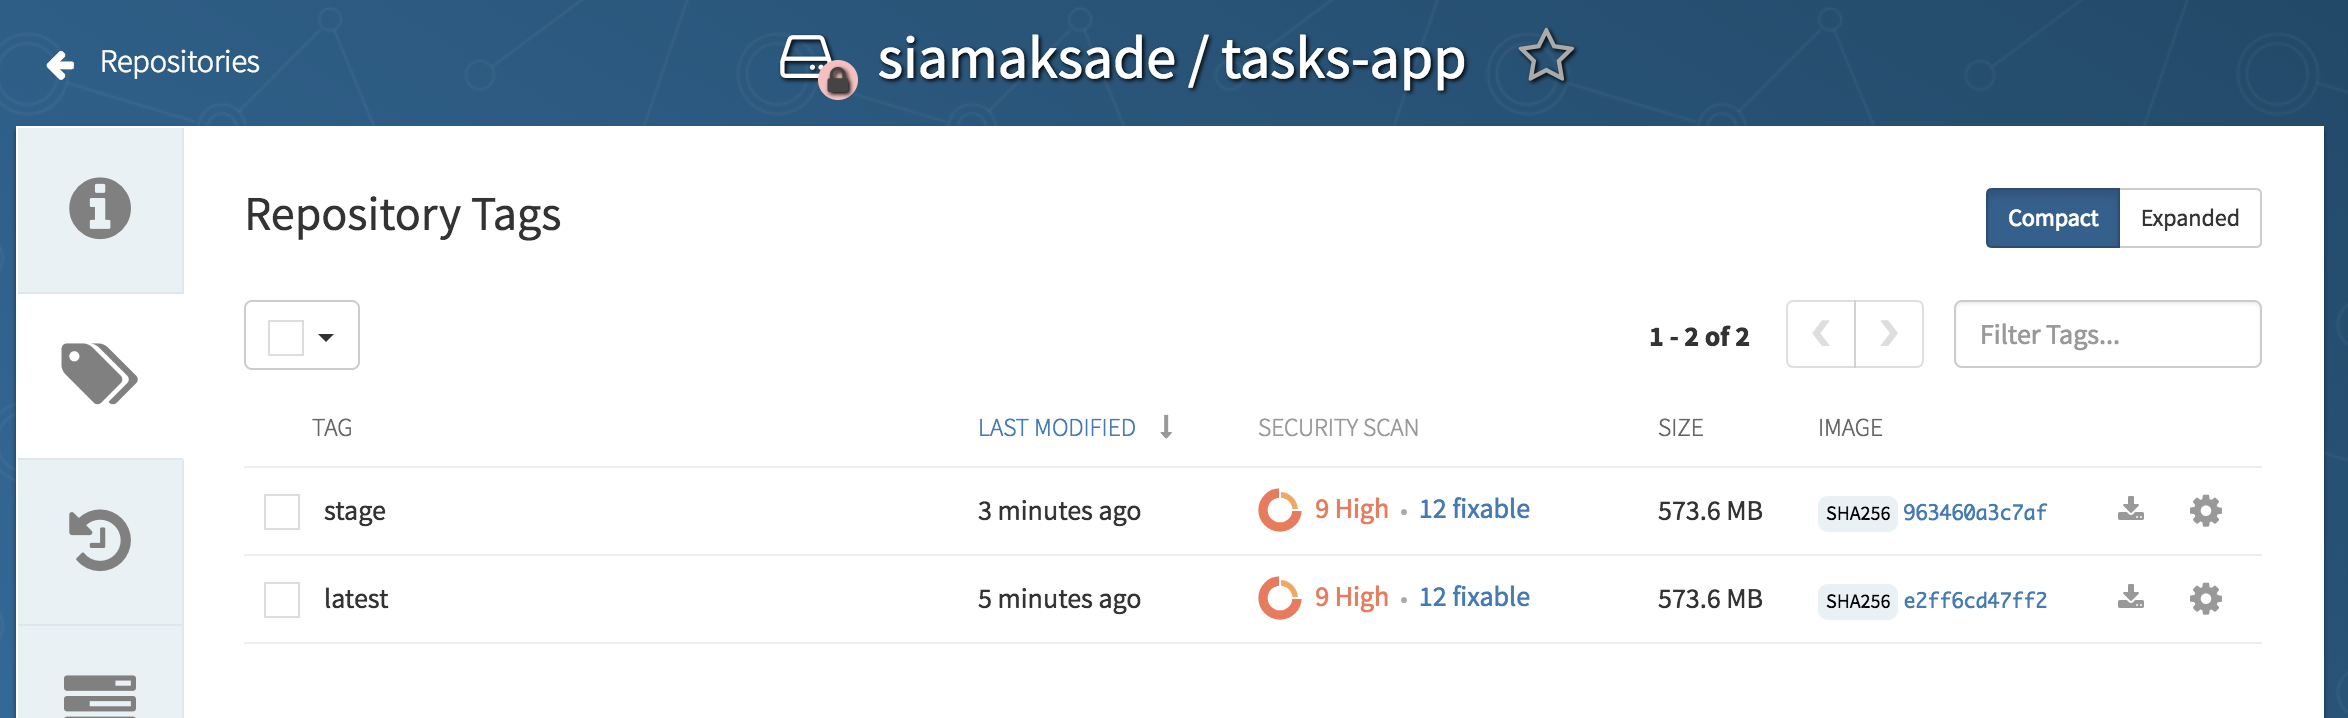 Repositories
siamaksade / tasks-app
Repository Tags
Compact Expanded
1 - 2 of 2 Filter Tags...
TAG LAST MODIFIED SECURITY SCAN SIZE IMAGE
stage 3 minutes ago 9 High • 12 fixable 573.6 MB SHA256 963460a3c7af
latest 5 minutes ago 9 High • 12 fixable 573.6 MB SHA256 e2ff6cd47ff2